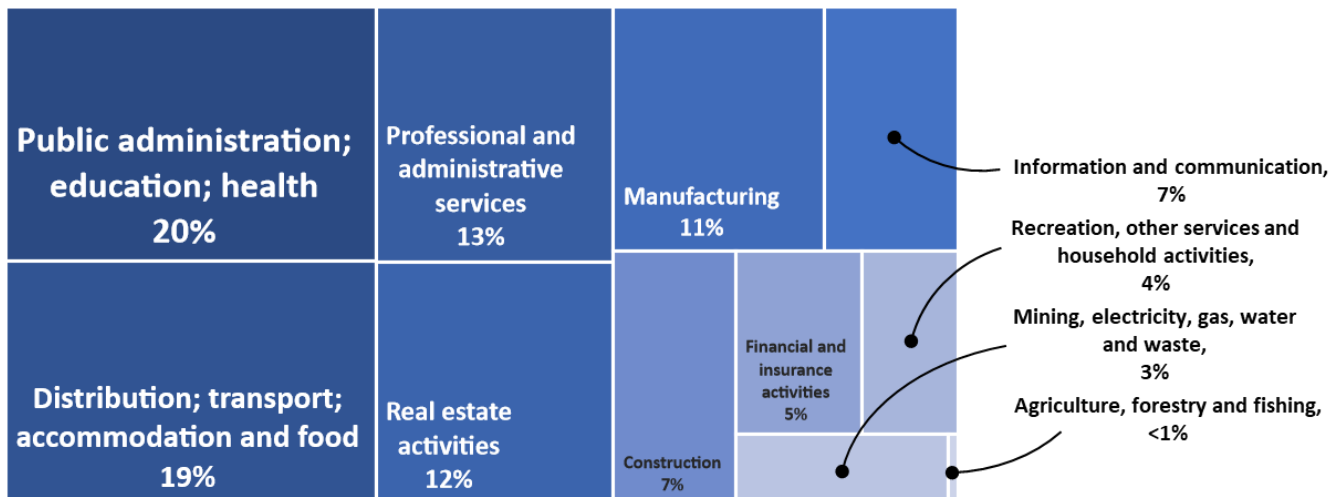 Public administration;
education; health
20%
Professional and
administrative
services
13%
Manufacturing
11%
Information and communication,
7%
Recreation, other services and
household activities,
4%
Mining, electricity, gas, water
and waste,
3%
Agriculture, forestry and fishing,
<1%
Distribution; transport;
accommodation and food
19%
Real estate
activities
12%
Construction
7%
Financial and
insurance
activities
5%